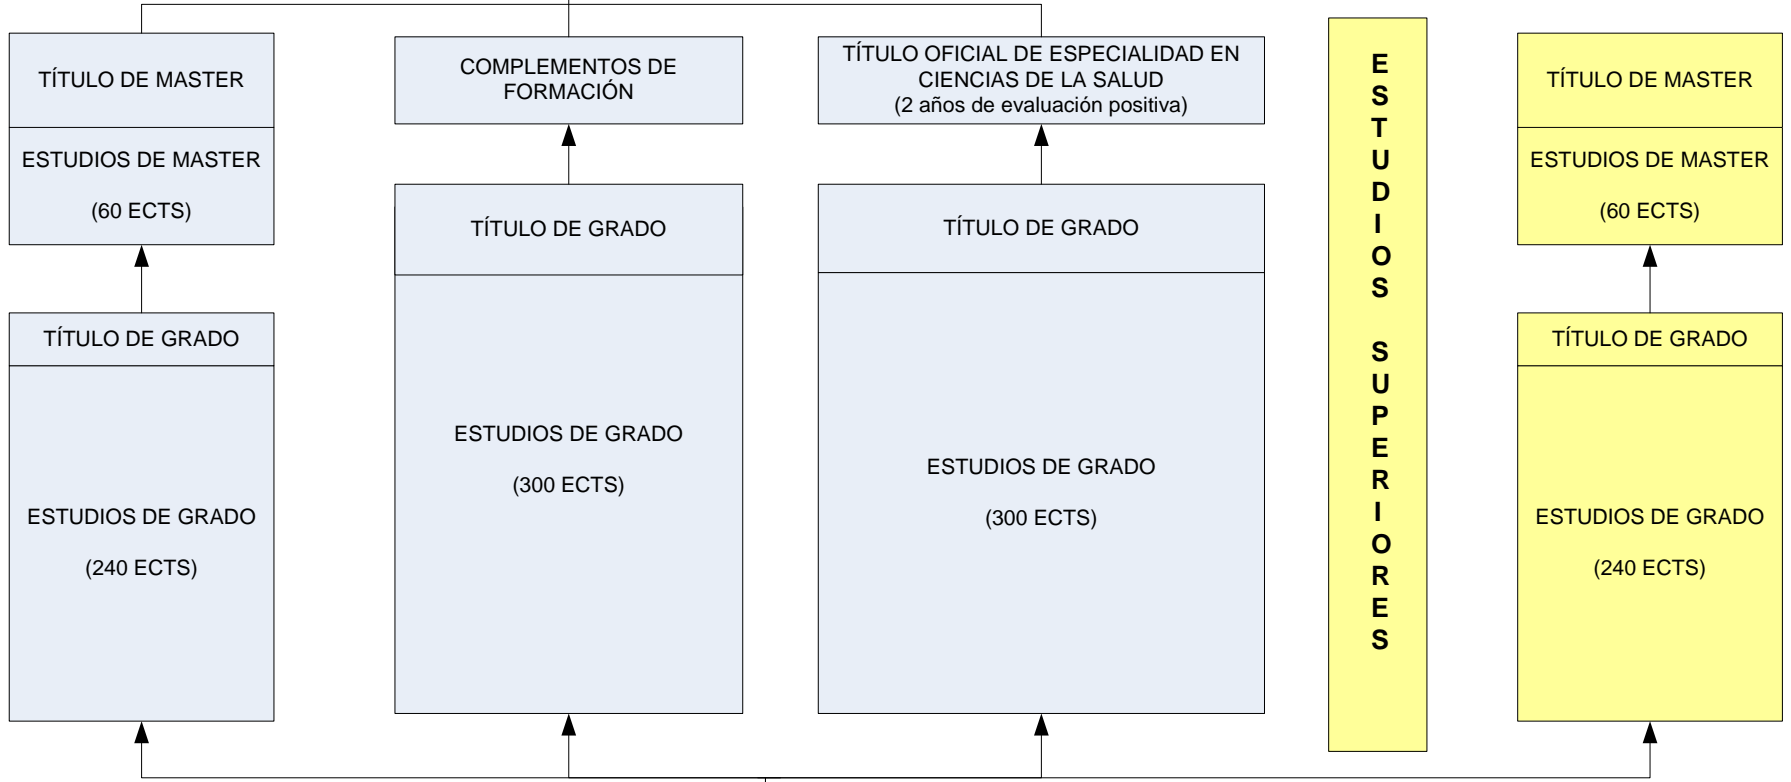 TÍTULO DE MASTER
ESTUDIOS DE MASTER
(60 ECTS)
TÍTULO DE GRADO
ESTUDIOS DE GRADO
(240 ECTS)
COMPLEMENTOS DE
FORMACIÓN
TÍTULO DE GRADO
ESTUDIOS DE GRADO
(300 ECTS)
TÍTULO OFICIAL DE ESPECIALIDAD EN
CIENCIAS DE LA SALUD
(2 años de evaluación positiva)
TÍTULO DE GRADO
ESTUDIOS DE GRADO
(300 ECTS)
ESTUDIOS SUPERIORES
TÍTULO DE MASTER
ESTUDIOS DE MASTER
(60 ECTS)
TÍTULO DE GRADO
ESTUDIOS DE GRADO
(240 ECTS)